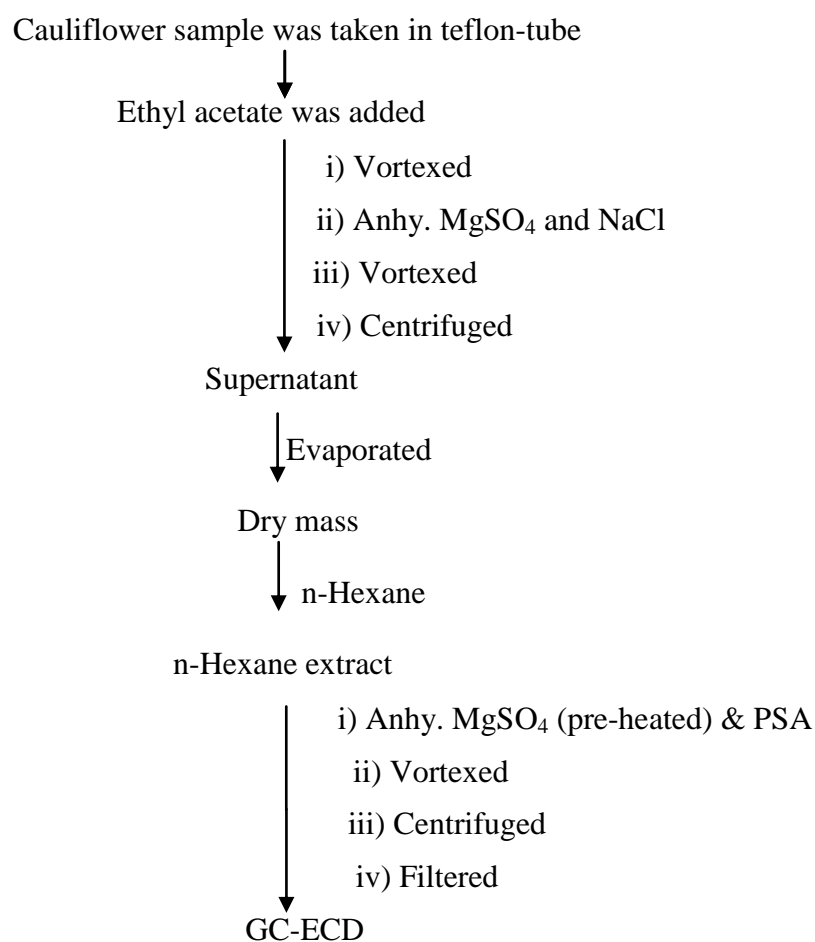 Cauliflower sample was taken in teflon-tube
Ethyl acetate was added
i) Vortexed
ii) Anhy. MgSO₄ and NaCl
iii) Vortexed
iv) Centrifuged
Supernatant
Evaporated
Dry mass
n-Hexane
n-Hexane extract
i) Anhy. MgSO₄ (pre-heated) & PSA
ii) Vortexed
iii) Centrifuged
iv) Filtered
GC-ECD